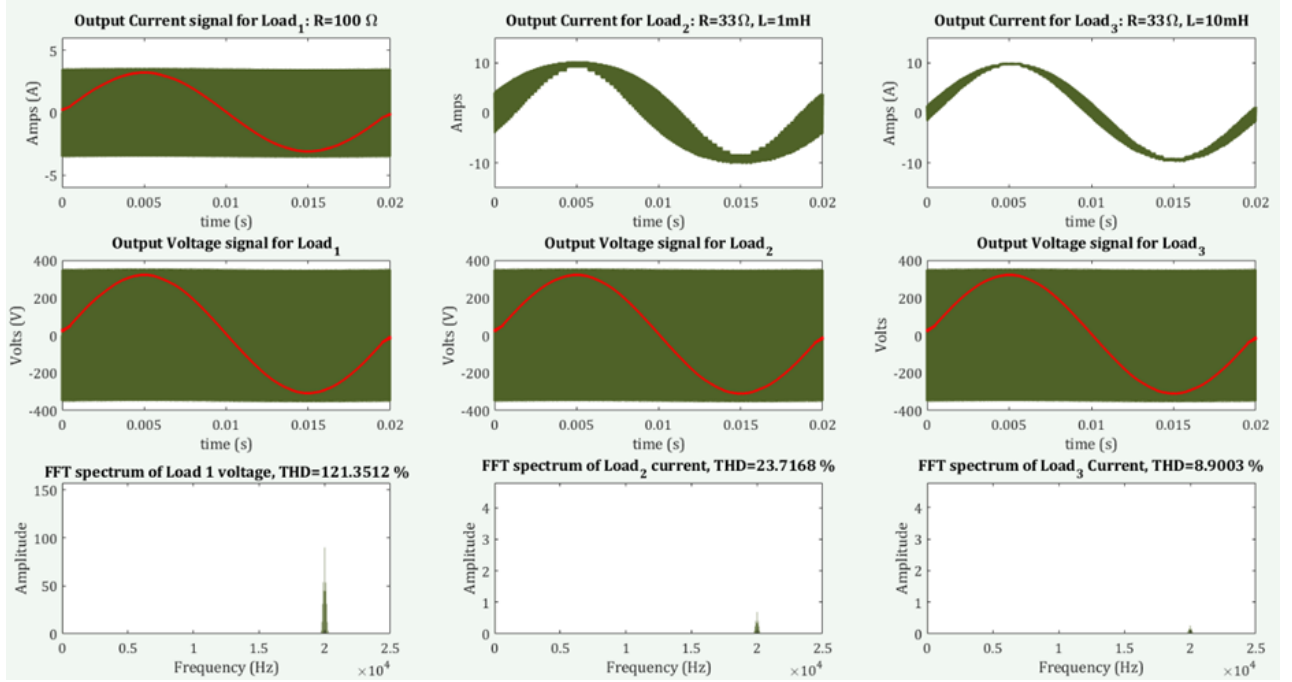 Output Current signal for Load1: R=100 Ω
Output Current for Load2: R=33Ω, L=1mH
Output Current for Load3: R=33Ω, L=10mH
Amps (A)
5
0
-5
0 0.005 0.01 0.015 0.02
time (s)
Amps
10
0
-10
0 0.005 0.01 0.015 0.02
time (s)
Amps (A)
10
0
-10
0 0.005 0.01 0.015 0.02
time (s)
Output Voltage signal for Load1
Output Voltage signal for Load2
Output Voltage signal for Load3
Volts (V)
400
200
0
-200
-400
0 0.005 0.01 0.015 0.02
time (s)
Volts (V)
400
200
0
-200
-400
0 0.005 0.01 0.015 0.02
time (s)
Volts
400
200
0
-200
-400
0 0.005 0.01 0.015 0.02
time (s)
FFT spectrum of Load 1 voltage, THD=121.3512 %
FFT spectrum of Load2 current, THD=23.7168 %
FFT spectrum of Load3 Current, THD=8.9003 %
Amplitude
150
100
50
0
0 0.5 1 1.5 2 2.5
Frequency (Hz)
×10^4
Amplitude
4
3
2
1
0
0 0.5 1 1.5 2 2.5
Frequency (Hz)
×10^4
Amplitude
4
3
2
1
0
0 0.5 1 1.5 2 2.5
Frequency (Hz)
×10^4